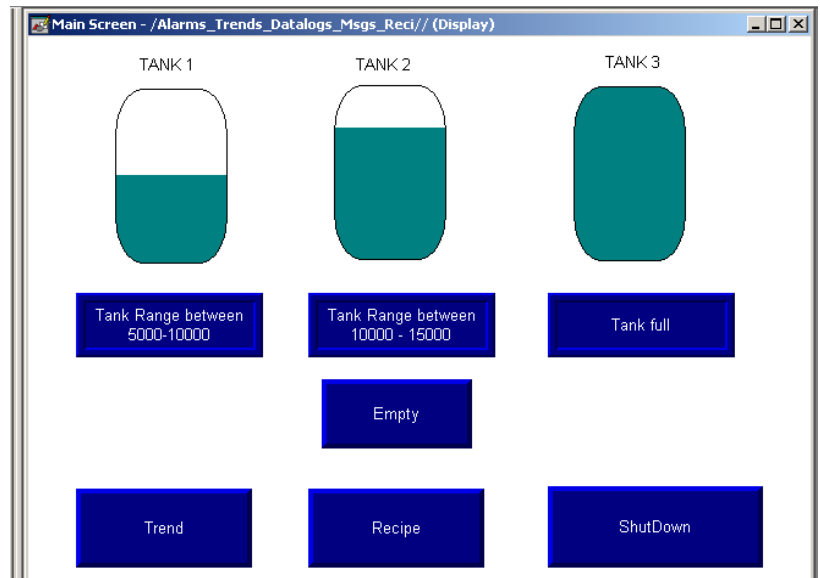 Main Screen - /Alarms_Trends_Datalogs_Msgs_Reci// (Display)
TANK 1
TANK 2
TANK 3
Tank Range between
5000-10000
Tank Range between
10000 - 15000
Tank full
Empty
Trend
Recipe
ShutDown